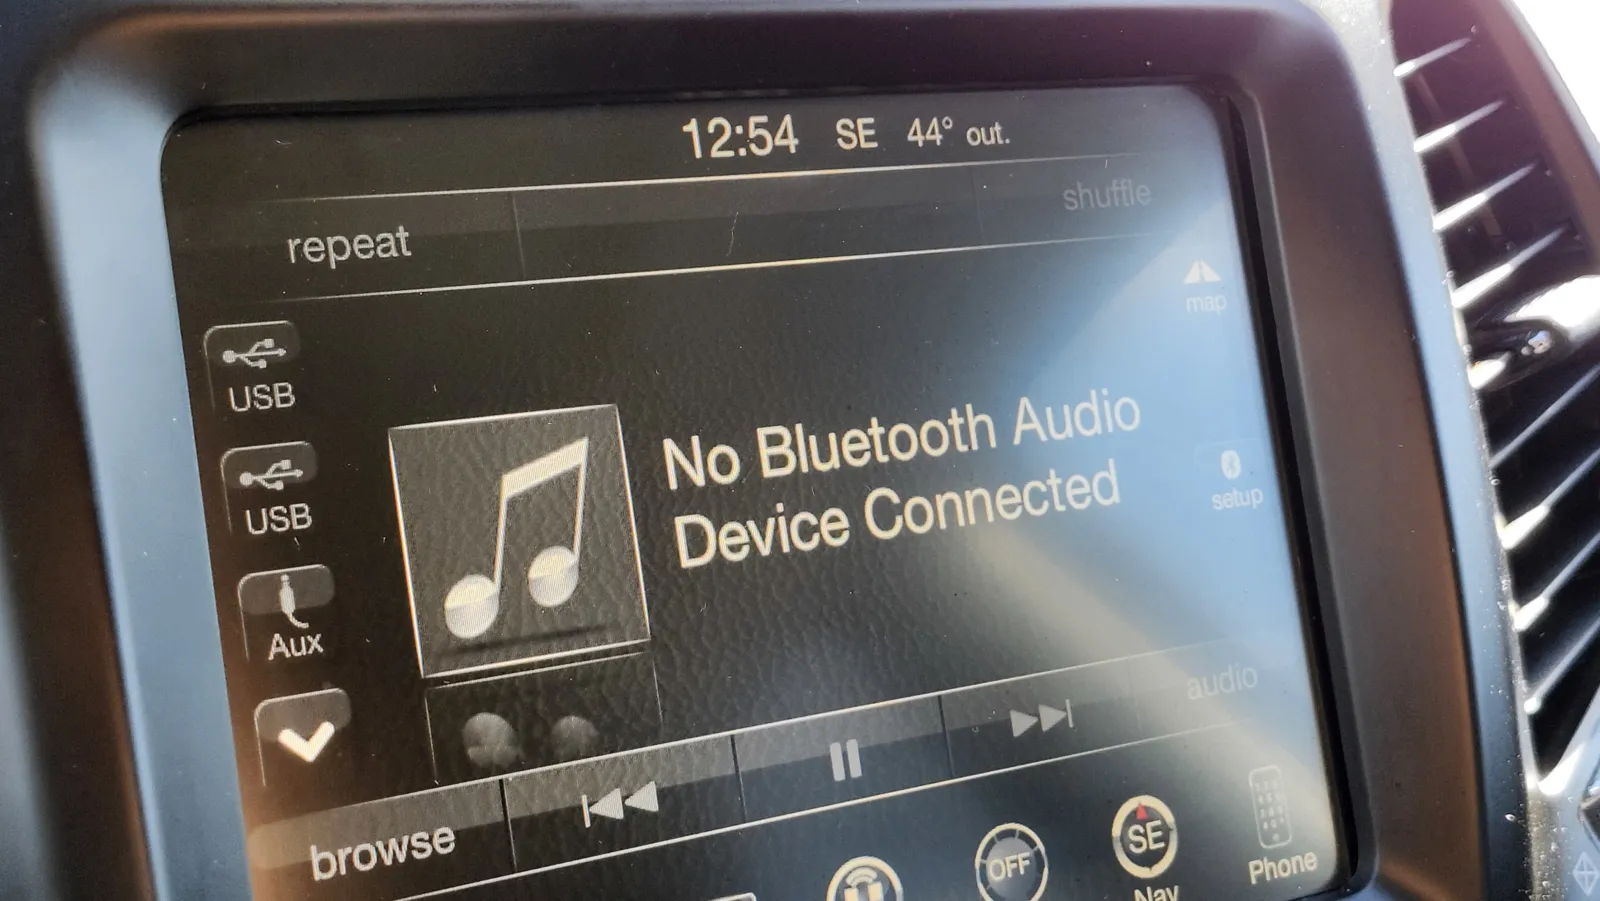 12:54 SE 44° out.
repeat
shuffle
map
USB
No Bluetooth Audio
Device Connected
setup
USB
Aux
audio
browse
OFF
SE
Nav
Phone